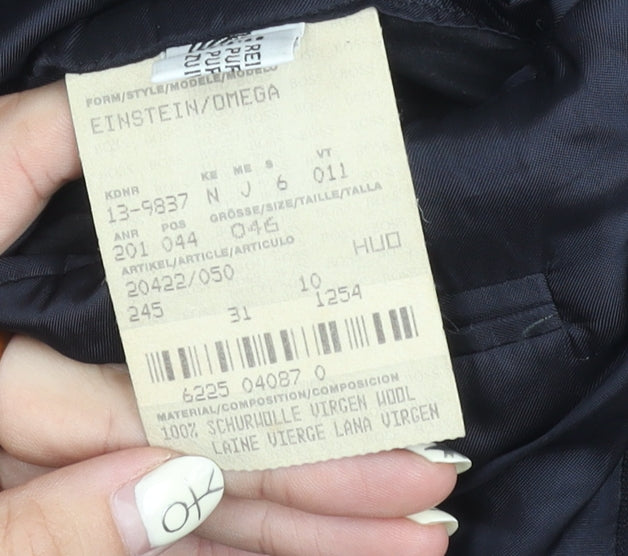 FORM/STYLE/MODELE/MODELO
EINSTEIN/OMEGA
KDNR KE ME S VT
13-9837 N J 6 011
ANR POS GRÖSSE/SIZE/TAILLE/TALLA
201 044 046
ARTIKEL/ARTICLE/ARTICULO HUO
20422/050
245 31 10 1254
6225 04087 0
MATERIAL/COMPOSITION/COMPOSICION
100% SCHURWOLLE VIRGEN WOOL
LAINE VIERGE LANA VIRGEN